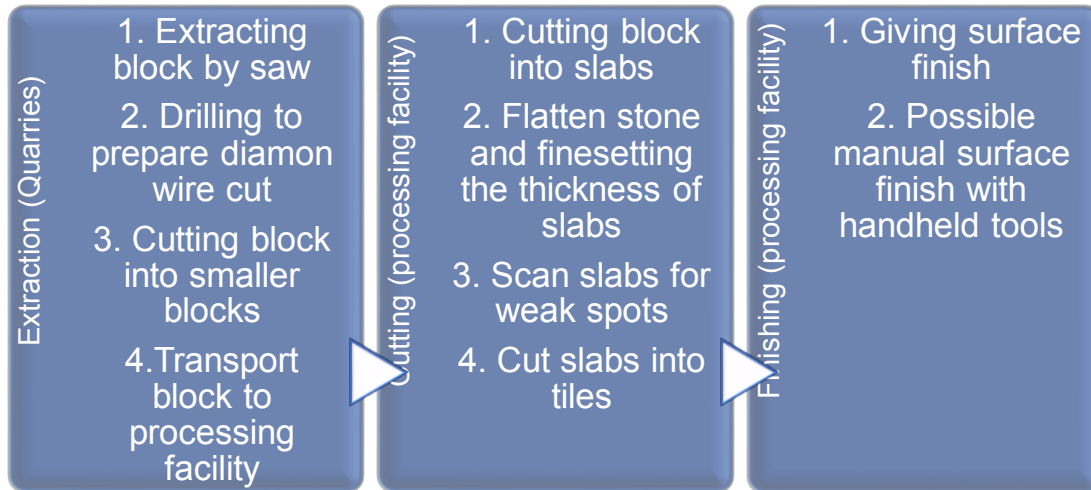 Extraction (Quarries)
1. Extracting
block by saw
2. Drilling to
prepare diamon
wire cut
3. Cutting block
into smaller
blocks
4.Transport
block to
processing
facility
Cutting (processing facility)
1. Cutting block
into slabs
2. Flatten stone
and finesetting
the thickness of
slabs
3. Scan slabs for
weak spots
4. Cut slabs into
tiles
Finishing (processing facility)
1. Giving surface
finish
2. Possible
manual surface
finish with
handheld tools